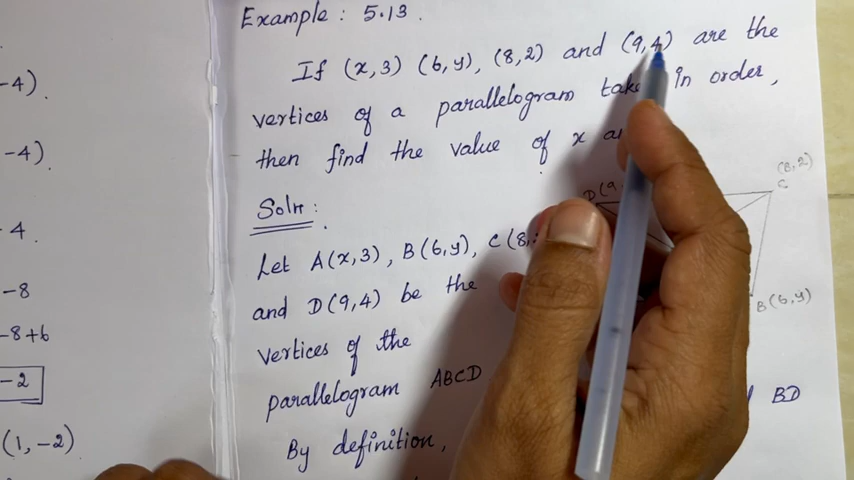 Example : 5.13.
If (x,3) (6,y), (8,2) and (9,4) are the
vertices of a parallelogram in order,
then find the value of x
Soln :
Let A(x,3), B(6,y), C(8,
and D(9,4) be the
vertices of the
parallelogram ABCD
By definition,
BD
D(9,
(8,2)
C
B(6,y)
-4).
-4).
4.
-8
-8+6
-2
(1,-2)